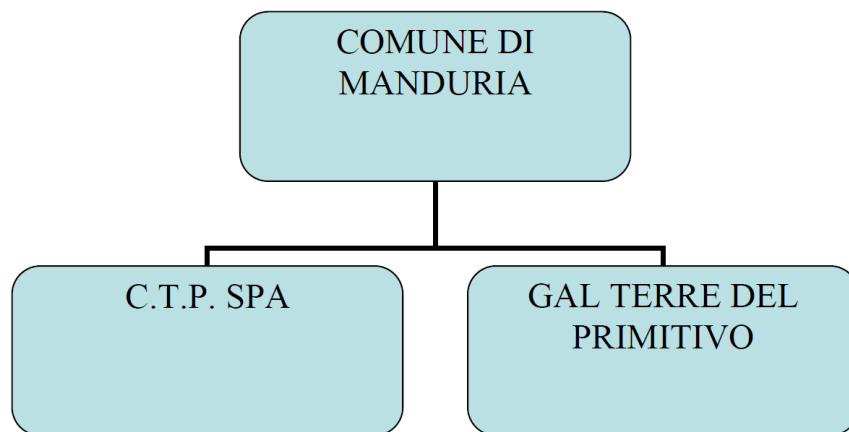 COMUNE DI
MANDURIA
C.T.P. SPA
GAL TERRE DEL
PRIMITIVO